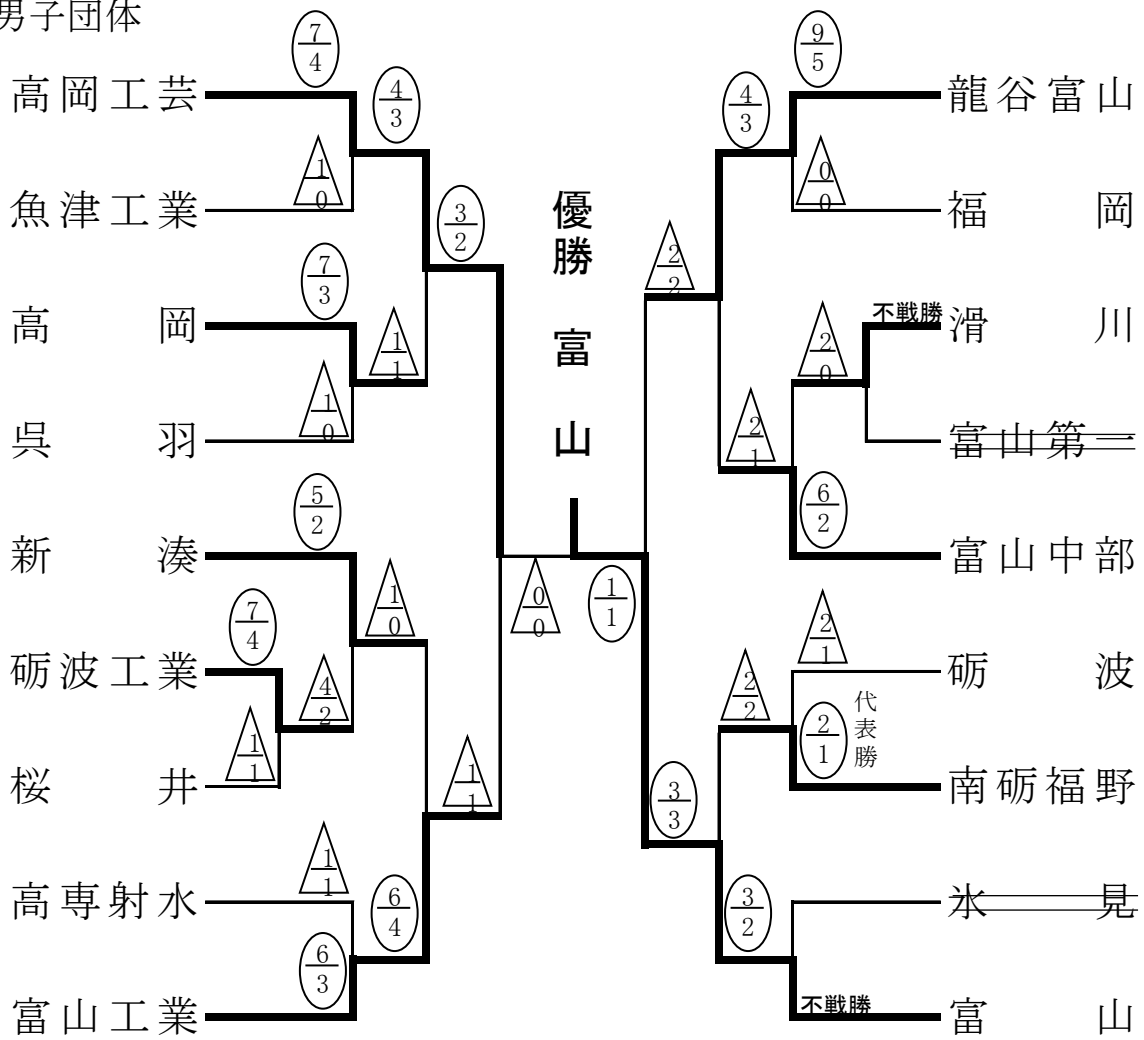 男子団体
7/4
高岡工芸
4/3
1/0
魚津工業
3/2
7/3
高岡
1/1
1/0
呉羽
5/2
新湊
1/0
7/4
砺波工業
4/2
1/1
桜井
1/1
1/1
高専射水
6/4
6/3
富山工業
優勝 富山
0/0
1/1
9/5
龍谷富山
4/3
0/0
福岡
2/2
不戦勝
滑川
2/0
富山第一
2/1
6/2
富山中部
2/1
砺波
2/2
2/1
代表勝
南砺福野
3/3
氷見
3/2
不戦勝
富山